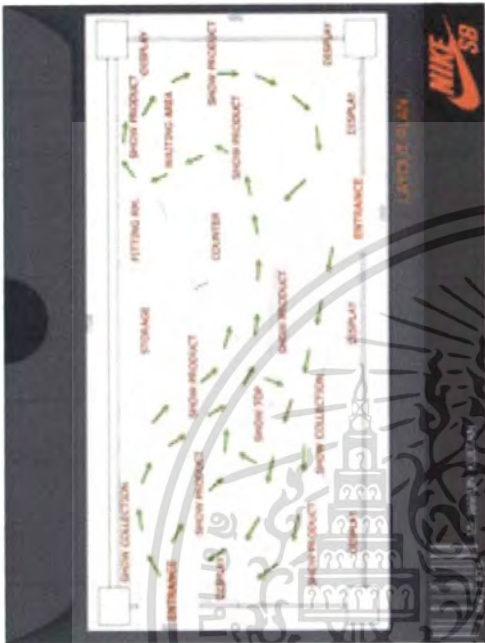 NIKE
SB
LAYOUT PLAN
SHOW COLLECTION
ENTRANCE
SHOW PRODUCT
DISPLAY
SHOW PRODUCT
STORAGE
FITTING RM.
SHOW PRODUCT
DISPLAY
WAITING AREA
COUNTER
SHOW PRODUCT
SHOW PRODUCT
SHOW TOP
SHOW PRODUCT
SHOW COLLECTION
SHOW PRODUCT
DISPLAY
DISPLAY
ENTRANCE
DISPLAY
DISPLAY